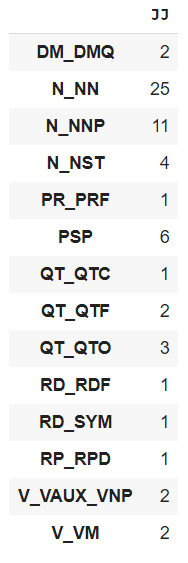 JJ
DM_DMQ 2
N_NN 25
N_NNP 11
N_NST 4
PR_PRF 1
PSP 6
QT_QTC 1
QT_QTF 2
QT_QTO 3
RD_RDF 1
RD_SYM 1
RP_RPD 1
V_VAUX_VNP 2
V_VM 2